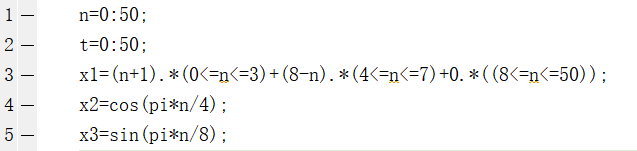 1 — n=0:50;
2 — t=0:50;
3 — x1=(n+1).*(0<=n<=3)+(8-n).*(4<=n<=7)+0.*((8<=n<=50));
4 — x2=cos(pi*n/4);
5 — x3=sin(pi*n/8);